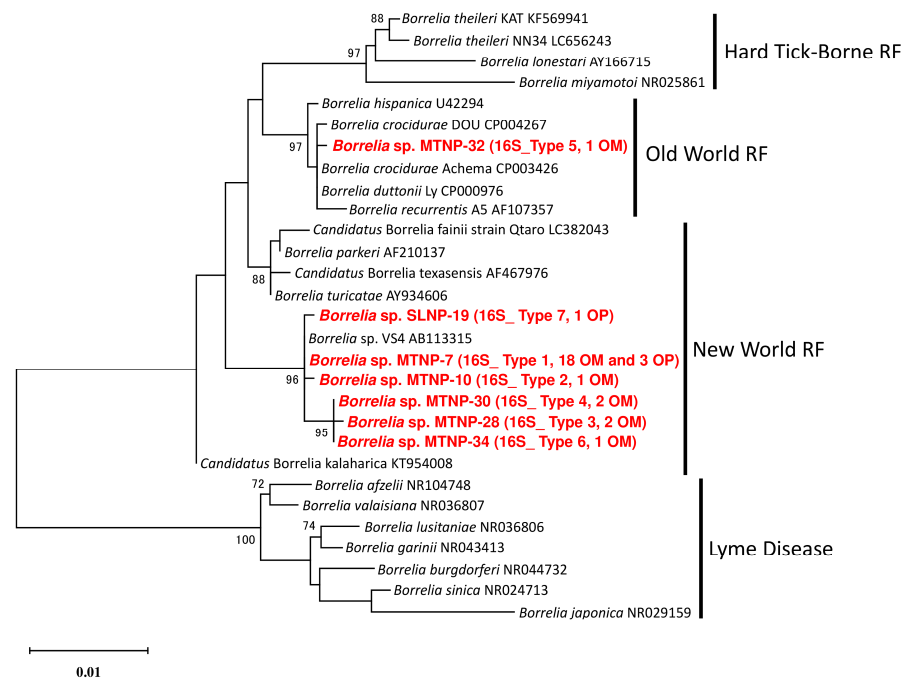 88
Borrelia theileri KAT KF569941
Borrelia theileri NN34 LC656243
97
Borrelia lonestari AY166715
Hard Tick-Borne RF
Borrelia miyamotoi NR025861
Borrelia hispanica U42294
Borrelia crocidurae DOU CP004267
97
Borrelia sp. MTNP-32 (16S_Type 5, 1 OM)
Old World RF
Borrelia crocidurae Achema CP003426
Borrelia duttonii Ly CP000976
Borrelia recurrentis A5 AF107357
Candidatus Borrelia fainii strain Qtaro LC382043
Borrelia parkeri AF210137
88
Candidatus Borrelia texasensis AF467976
Borrelia turicatae AY934606
Borrelia sp. SLNP-19 (16S_ Type 7, 1 OP)
Borrelia sp. VS4 AB113315
New World RF
Borrelia sp. MTNP-7 (16S_ Type 1, 18 OM and 3 OP)
96
Borrelia sp. MTNP-10 (16S_ Type 2, 1 OM)
Borrelia sp. MTNP-30 (16S_ Type 4, 2 OM)
Borrelia sp. MTNP-28 (16S_ Type 3, 2 OM)
95
Borrelia sp. MTNP-34 (16S_ Type 6, 1 OM)
Candidatus Borrelia kalaharica KT954008
72
Borrelia afzelii NR104748
Borrelia valaisiana NR036807
74
Borrelia lusitaniae NR036806
100
Borrelia garinii NR043413
Lyme Disease
Borrelia burgdorferi NR044732
Borrelia sinica NR024713
Borrelia japonica NR029159
0.01